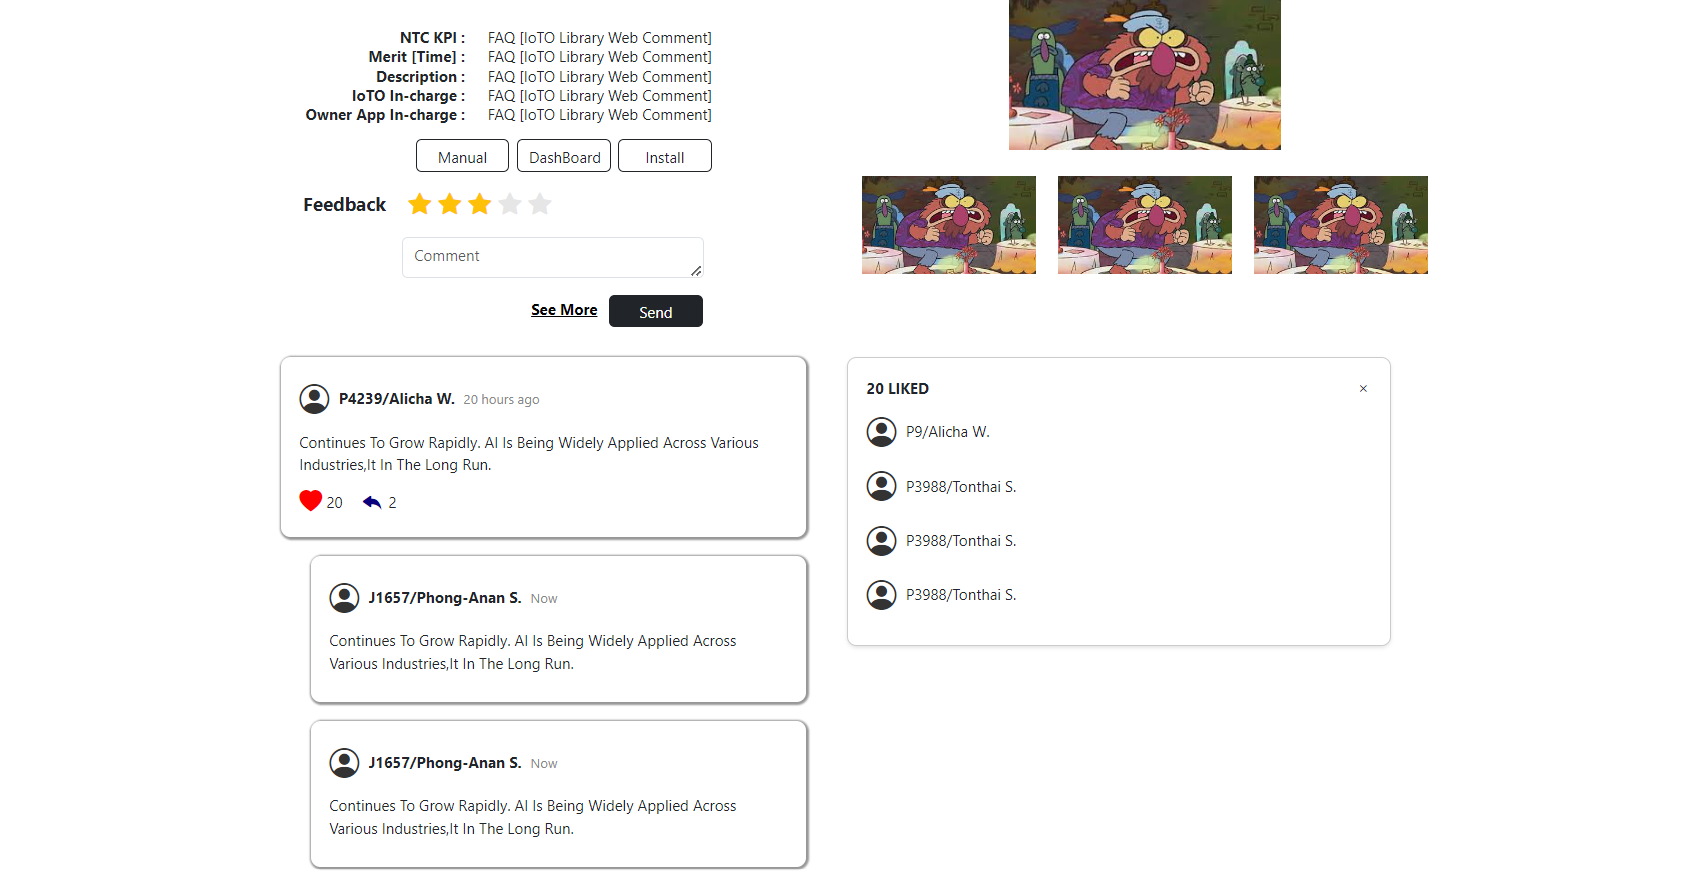 NTC KPI : FAQ [IoTO Library Web Comment]
Merit [Time] : FAQ [IoTO Library Web Comment]
Description : FAQ [IoTO Library Web Comment]
IoTO In-charge : FAQ [IoTO Library Web Comment]
Owner App In-charge : FAQ [IoTO Library Web Comment]
Manual DashBoard Install
Feedback
Comment
See More Send
P4239/Alicha W. 20 hours ago
Continues To Grow Rapidly. AI Is Being Widely Applied Across Various
Industries,It In The Long Run.
20 2
J1657/Phong-Anan S. Now
Continues To Grow Rapidly. AI Is Being Widely Applied Across
Various Industries,It In The Long Run.
J1657/Phong-Anan S. Now
Continues To Grow Rapidly. AI Is Being Widely Applied Across
Various Industries,It In The Long Run.
20 LIKED ×
P9/Alicha W.
P3988/Tonthai S.
P3988/Tonthai S.
P3988/Tonthai S.